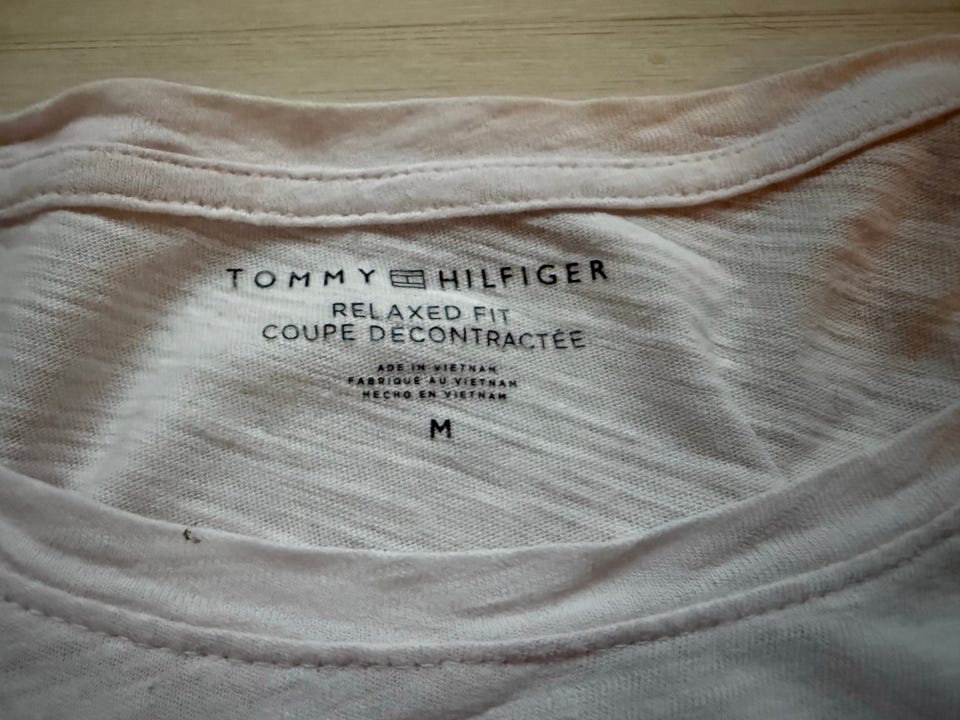 TOMMY HILFIGER
RELAXED FIT
COUPE DÉCONTRACTÉE
ADE IN VIETNAM
FABRIQUÉ AU VIETNAM
HECHO EN VIETNAM
M